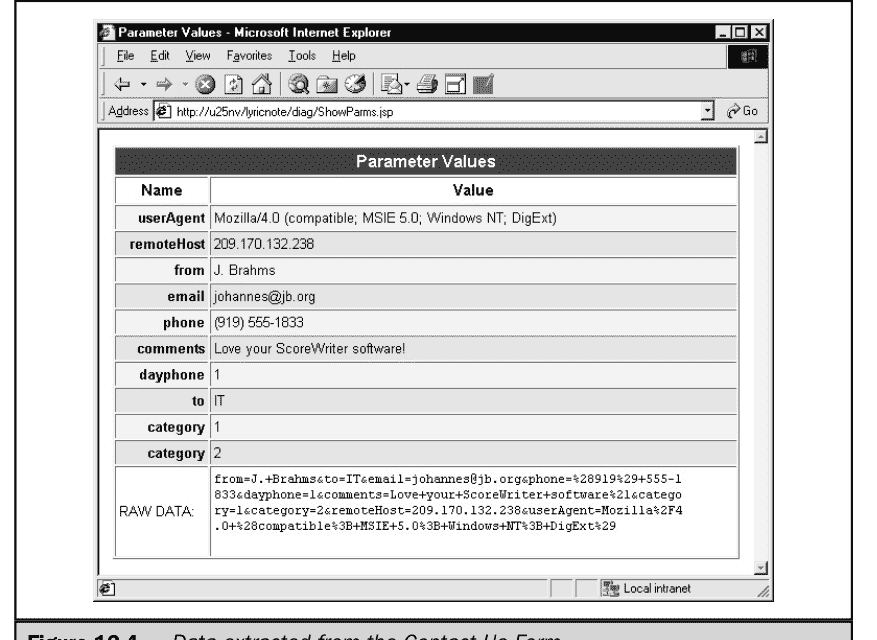 Parameter Values - Microsoft Internet Explorer
File Edit View Favorites Tools Help
Address http://u25nv/lyricnote/diag/ShowParms.jsp Go
Parameter Values
Name Value
userAgent Mozilla/4.0 (compatible; MSIE 5.0; Windows NT; DigExt)
remoteHost 209.170.132.238
from J. Brahms
email johannes@jb.org
phone (919) 555-1833
comments Love your ScoreWriter software!
dayphone 1
to IT
category 1
category 2
RAW DATA:
from=J.+Brahms&to=IT&email=johannes@jb.org&phone=%28919%29+555-1
833&dayphone=1&comments=Love+your+ScoreWriter+software%21&catego
ry=1&category=2&remoteHost=209.170.132.238&userAgent=Mozilla%2F4
.0+%28compatible%3B+MSIE+5.0%3B+Windows+NT%3B+DigExt%29
Local intranet
Data extracted from the Contact Us Form